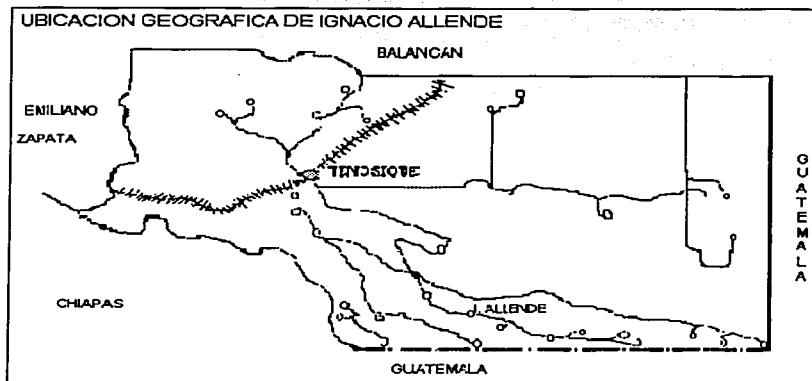 UBICACION GEOGRAFICA DE IGNACIO ALLENDE
BALANCAN
EMILIANO
ZAPATA
GUATEMALA
CHIAPAS
I. ALLENDE
GUATEMALA